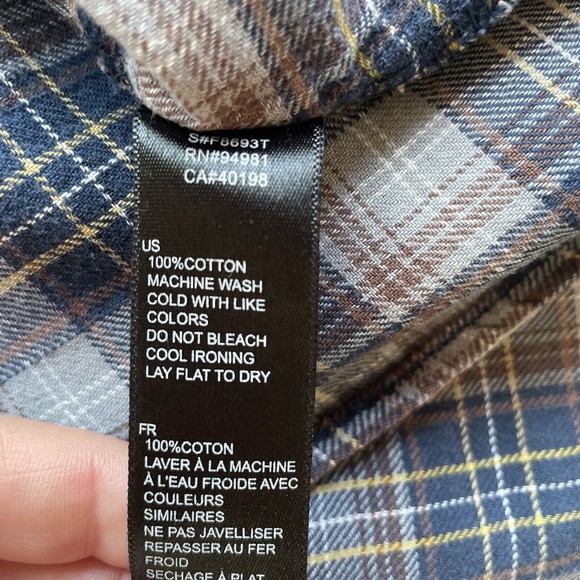 S#F8693T
RN#94981
CA#40198
US
100%COTTON
MACHINE WASH
COLD WITH LIKE
COLORS
DO NOT BLEACH
COOL IRONING
LAY FLAT TO DRY
FR
100%COTON
LAVER À LA MACHINE
À L'EAU FROIDE AVEC
COULEURS
SIMILAIRES
NE PAS JAVELLISER
REPASSER AU FER
FROID
SECHAGE À PLAT